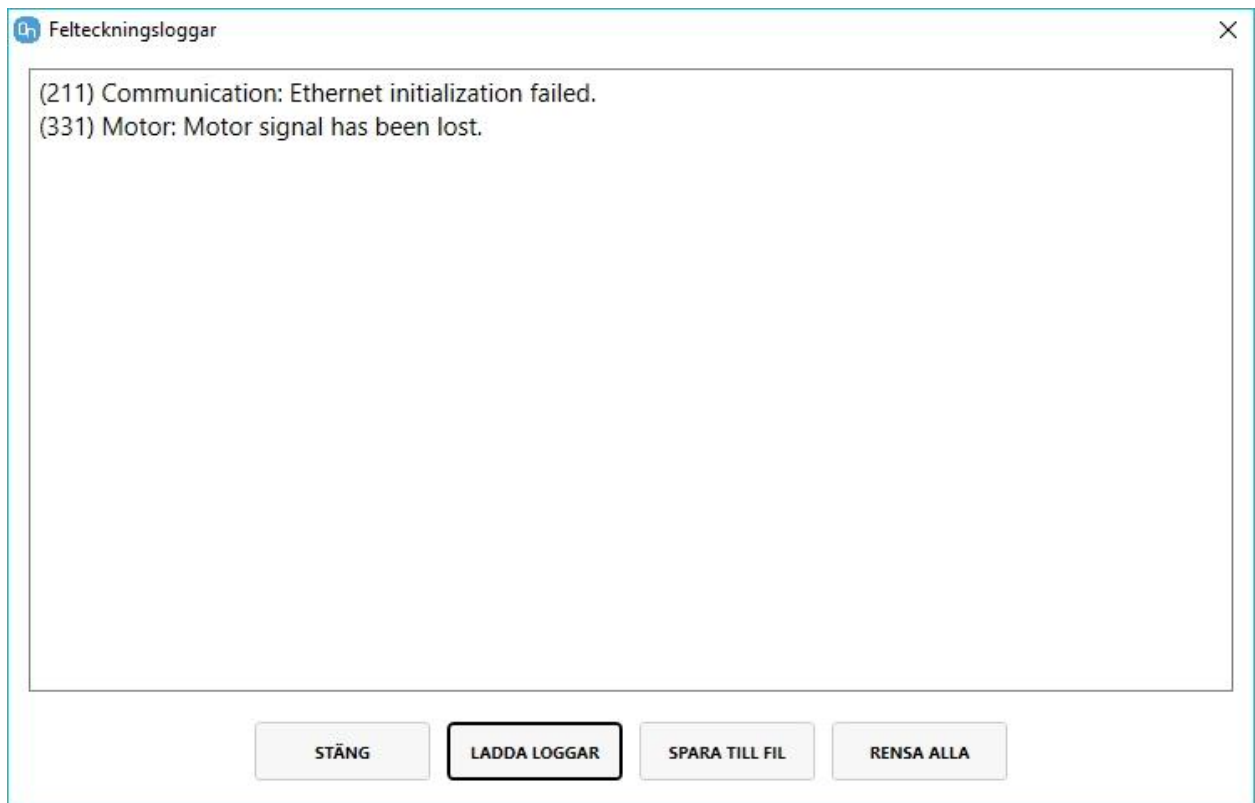 Felteckningsloggar
(211) Communication: Ethernet initialization failed.
(331) Motor: Motor signal has been lost.
STÄNG
LADDA LOGGAR
SPARA TILL FIL
RENSA ALLA